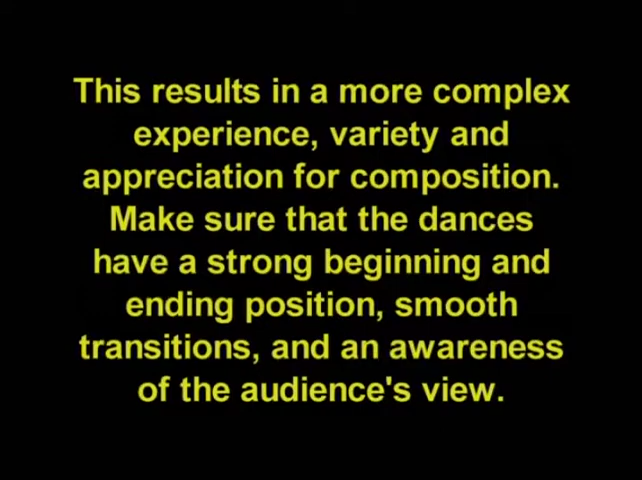 This results in a more complex
experience, variety and
appreciation for composition.
Make sure that the dances
have a strong beginning and
ending position, smooth
transitions, and an awareness
of the audience's view.